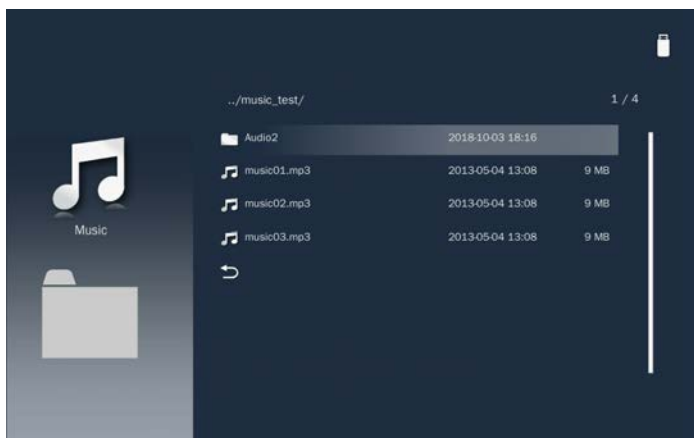 ../music_test/ 1 / 4
Audio2 2018-10-03 18:16
music01.mp3 2013-05-04 13:08 9 MB
music02.mp3 2013-05-04 13:08 9 MB
music03.mp3 2013-05-04 13:08 9 MB
Music